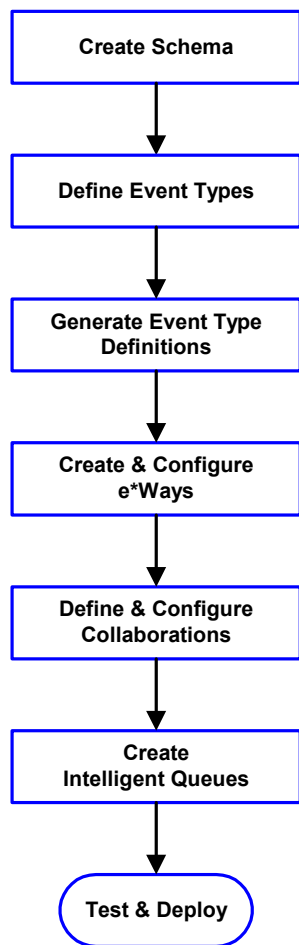 Create Schema
Define Event Types
Generate Event Type
Definitions
Create & Configure
e*Ways
Define & Configure
Collaborations
Create
Intelligent Queues
Test & Deploy